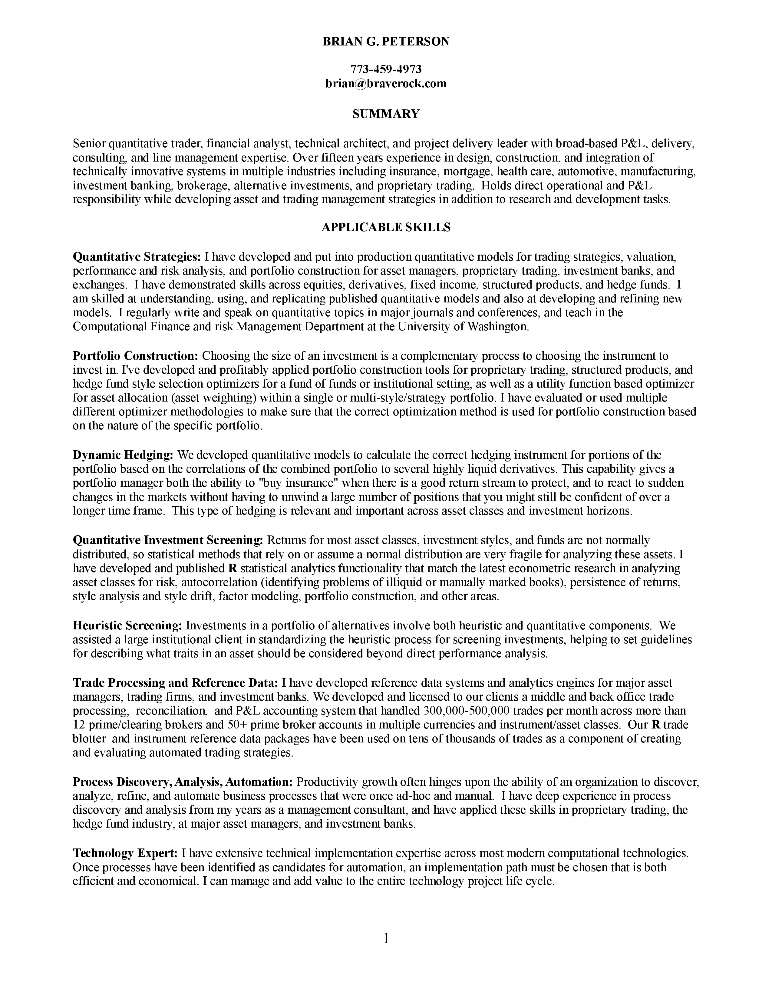 BRIAN G. PETERSON
773-459-4973
brian@braverock.com
SUMMARY
Senior quantitative trader, financial analyst, technical architect, and project delivery leader with broad-based P&L, delivery,
consulting, and line management expertise. Over fifteen years experience in design, construction, and integration of
technically innovative systems in multiple industries including insurance, mortgage, health care, automotive, manufacturing,
investment banking, brokerage, alternative investments, and proprietary trading. Holds direct operational and P&L
responsibility while developing asset and trading management strategies in addition to research and development tasks.
APPLICABLE SKILLS
Quantitative Strategies: I have developed and put into production quantitative models for trading strategies, valuation,
performance and risk analysis, and portfolio construction for asset managers, proprietary trading, investment banks, and
exchanges. I have demonstrated skills across equities, derivatives, fixed income, structured products, and hedge funds. I
am skilled at understanding, using, and replicating published quantitative models and also at developing and refining new
models. I regularly write and speak on quantitative topics in major journals and conferences, and teach in the
Computational Finance and risk Management Department at the University of Washington.
Portfolio Construction: Choosing the size of an investment is a complementary process to choosing the instrument to
invest in. I've developed and profitably applied portfolio construction tools for proprietary trading, structured products, and
hedge fund style selection optimizers for a fund of funds or institutional setting, as well as a utility function based optimizer
for asset allocation (asset weighting) within a single or multi-style/strategy portfolio. I have evaluated or used multiple
different optimizer methodologies to make sure that the correct optimization method is used for portfolio construction based
on the nature of the specific portfolio.
Dynamic Hedging: We developed quantitative models to calculate the correct hedging instrument for portions of the
portfolio based on the correlations of the combined portfolio to several highly liquid derivatives. This capability gives a
portfolio manager both the ability to "buy insurance" when there is a good return stream to protect, and to react to sudden
changes in the markets without having to unwind a large number of positions that you might still be confident of over a
longer time frame. This type of hedging is relevant and important across asset classes and investment horizons.
Quantitative Investment Screening: Returns for most asset classes, investment styles, and funds are not normally
distributed, so statistical methods that rely on or assume a normal distribution are very fragile for analyzing these assets. I
have developed and published R statistical analytics functionality that match the latest econometric research in analyzing
asset classes for risk, autocorrelation (identifying problems of illiquid or manually marked books), persistence of returns,
style analysis and style drift, factor modeling, portfolio construction, and other areas.
Heuristic Screening: Investments in a portfolio of alternatives involve both heuristic and quantitative components. We
assisted a large institutional client in standardizing the heuristic process for screening investments, helping to set guidelines
for describing what traits in an asset should be considered beyond direct performance analysis.
Trade Processing and Reference Data: I have developed reference data systems and analytics engines for major asset
managers, trading firms, and investment banks. We developed and licensed to our clients a middle and back office trade
processing, reconciliation, and P&L accounting system that handled 300,000-500,000 trades per month across more than
12 prime/clearing brokers and 50+ prime broker accounts in multiple currencies and instrument/asset classes. Our R trade
blotter and instrument reference data packages have been used on tens of thousands of trades as a component of creating
and evaluating automated trading strategies.
Process Discovery, Analysis, Automation: Productivity growth often hinges upon the ability of an organization to discover,
analyze, refine, and automate business processes that were once ad-hoc and manual. I have deep experience in process
discovery and analysis from my years as a management consultant, and have applied these skills in proprietary trading, the
hedge fund industry, at major asset managers, and investment banks.
Technology Expert: I have extensive technical implementation expertise across most modern computational technologies.
Once processes have been identified as candidates for automation, an implementation path must be chosen that is both
efficient and economical. I can manage and add value to the entire technology project life cycle.
1